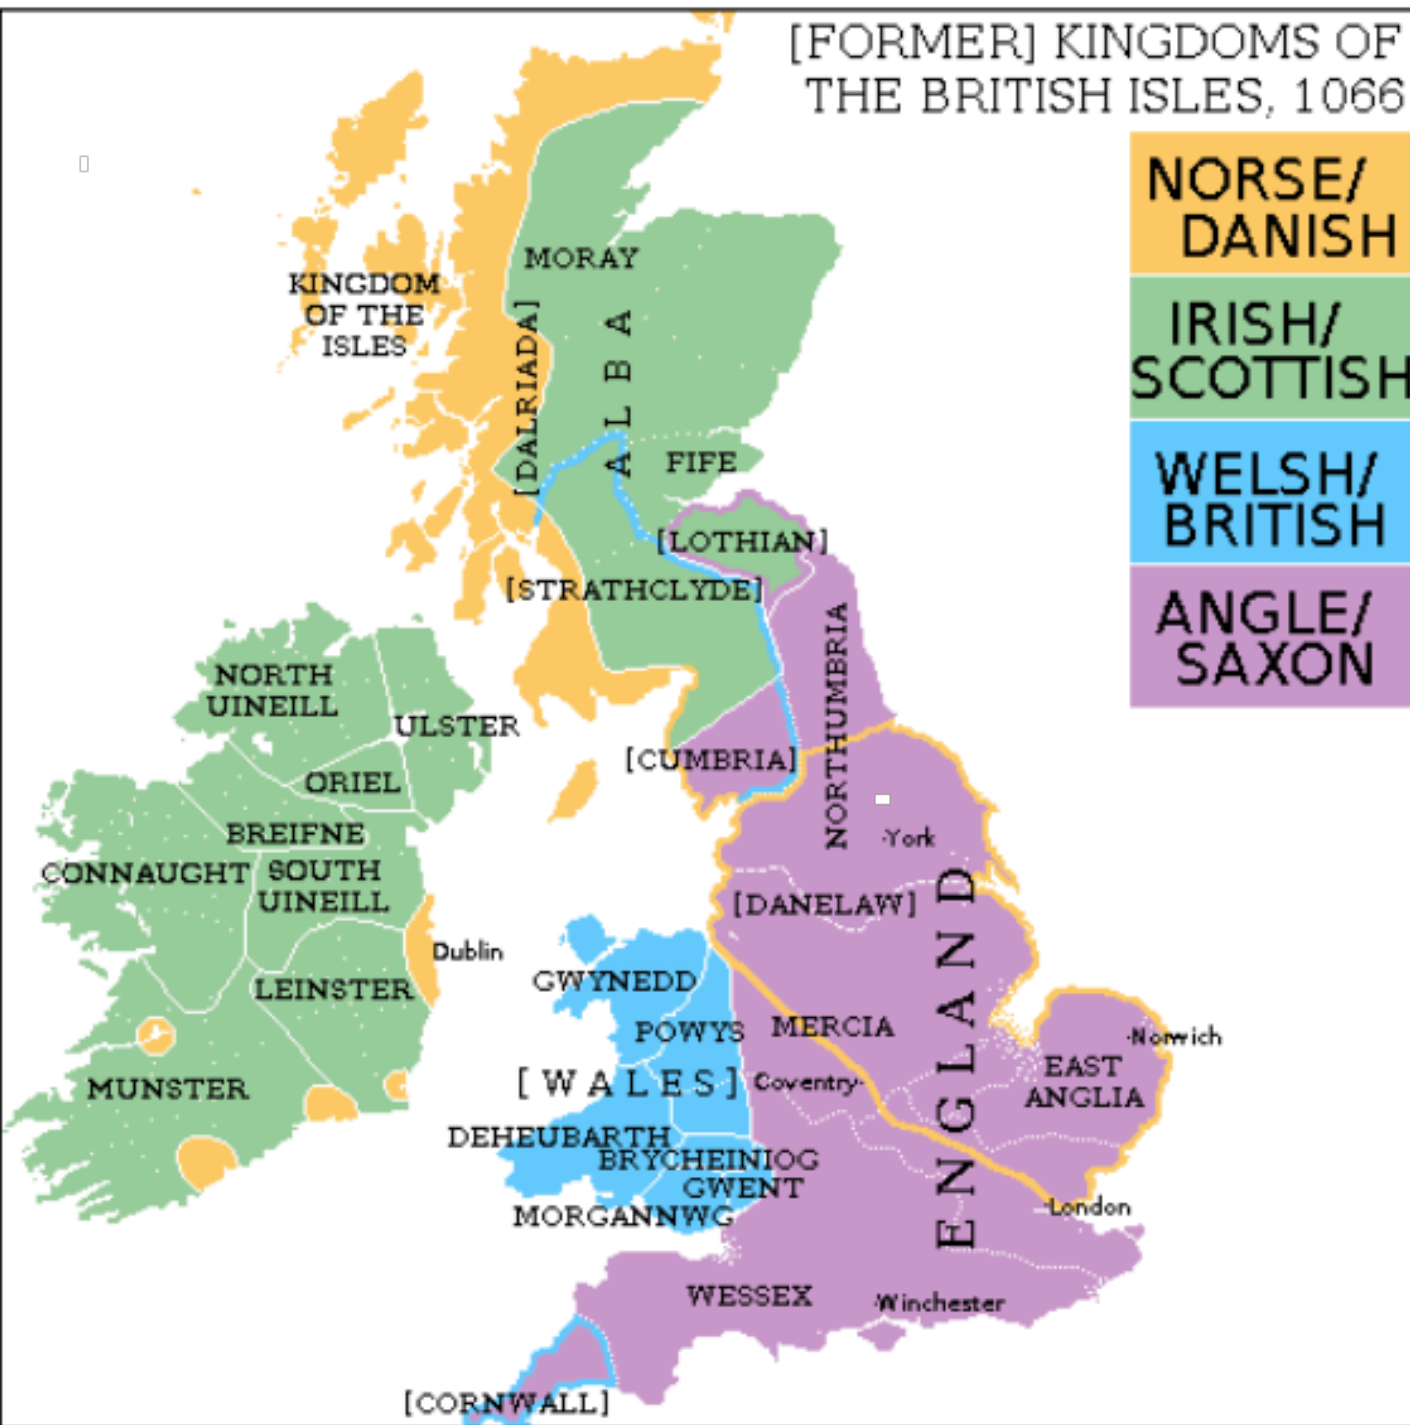 [FORMER] KINGDOMS OF
THE BRITISH ISLES, 1066
NORSE/
DANISH
IRISH/
SCOTTISH
WELSH/
BRITISH
ANGLE/
SAXON
MORAY
KINGDOM
OF THE
ISLES
[DALRIADA]
ALBA
FIFE
[LOTHIAN]
[STRATHCLYDE]
NORTHUMBRIA
NORTH
UINEILL
ULSTER
[CUMBRIA]
ORIEL
BREIFNE
York
CONNAUGHT
SOUTH
UINEILL
[DANELAW]
Dublin
ENGLAND
GWYNEDD
LEINSTER
POWYS
MERCIA
Norwich
EAST
ANGLIA
[WALES]
Coventry
MUNSTER
DEHEUBARTH
BRYCHEINIOG
GWENT
London
MORGANNWG
WESSEX
Winchester
[CORNWALL]